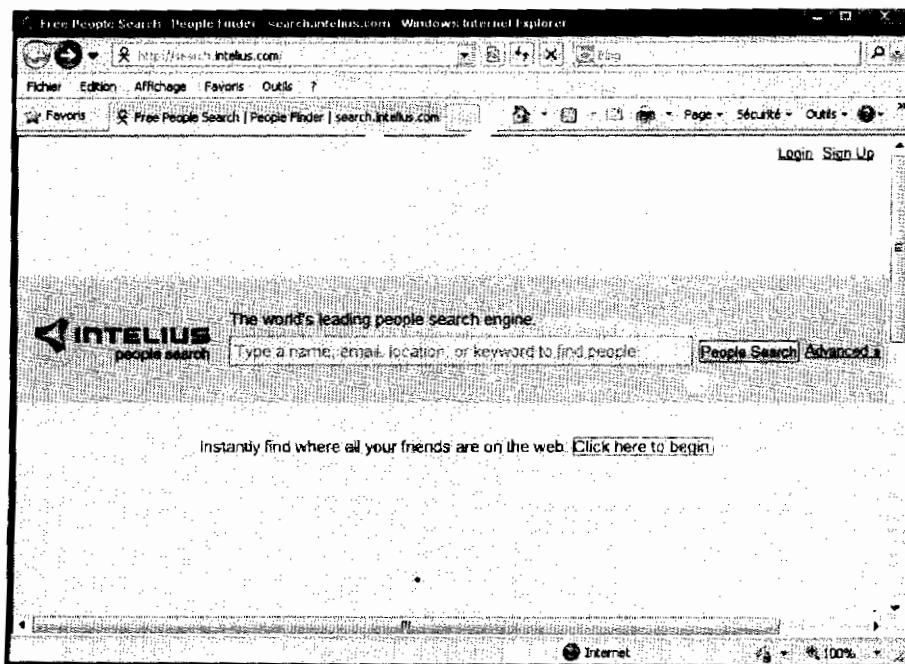 Free People Search | People Finder - search.intelius.com - Windows Internet Explorer
http://search.intelius.com/
Bing
Fichier Edition Affichage Favoris Outils ?
Favoris Free People Search | People Finder | search.intelius.com Page Sécurité Outils
Login Sign Up
The world's leading people search engine.
INTELIUS
people search
Type a name, email, location, or keyword to find people
People Search Advanced s
Instantly find where all your friends are on the web. Click here to begin
Internet 100%